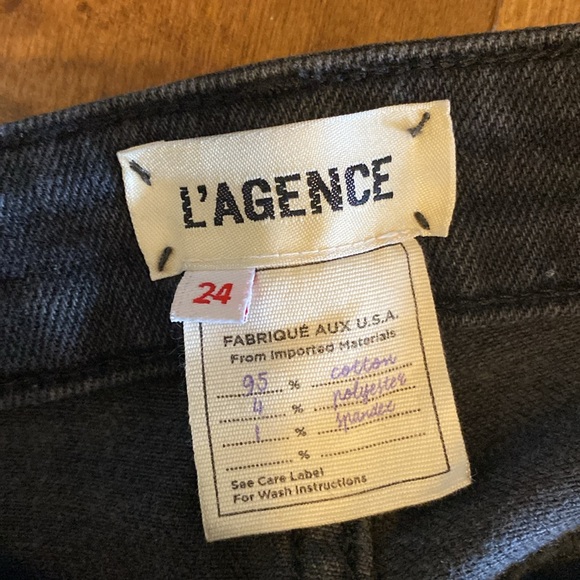 L'AGENCE
24
FABRIQUÉ AUX U.S.A.
From Imported Materials
95 % cotton
4 % polyester
1 % spandex
%
See Care Label
For Wash Instructions